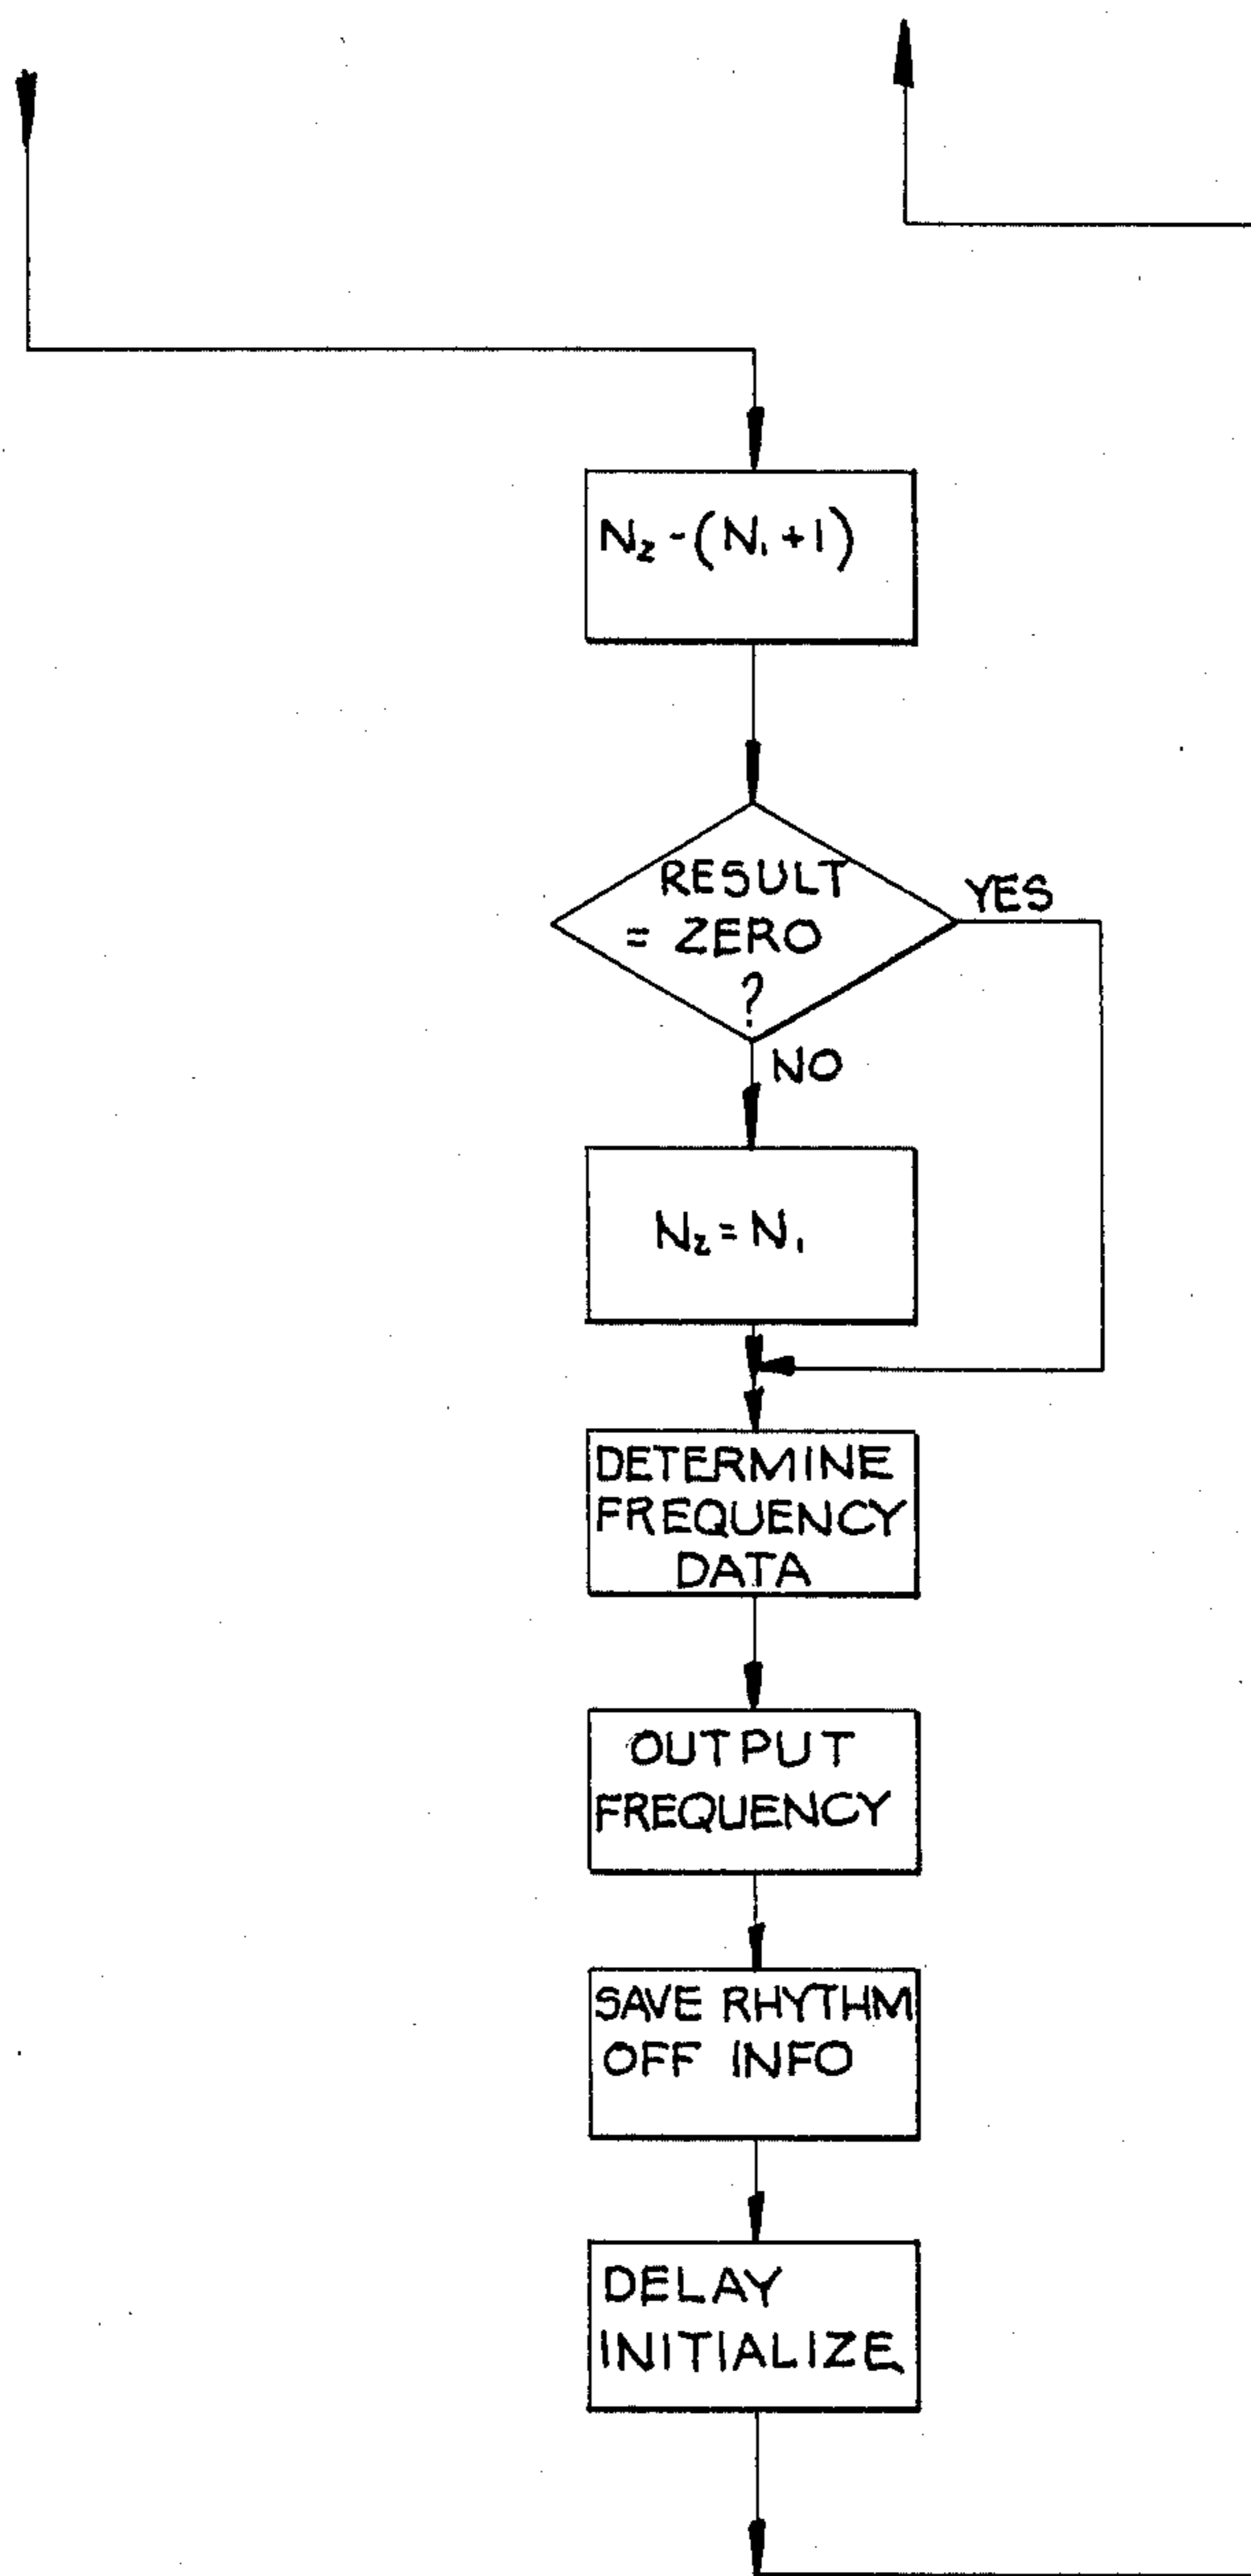 N₂ - (N₁ + 1)
RESULT
= ZERO
?
YES
NO
N₂ = N₁
DETERMINE
FREQUENCY
DATA
OUTPUT
FREQUENCY
SAVE RHYTHM
OFF INFO
DELAY
INITIALIZE